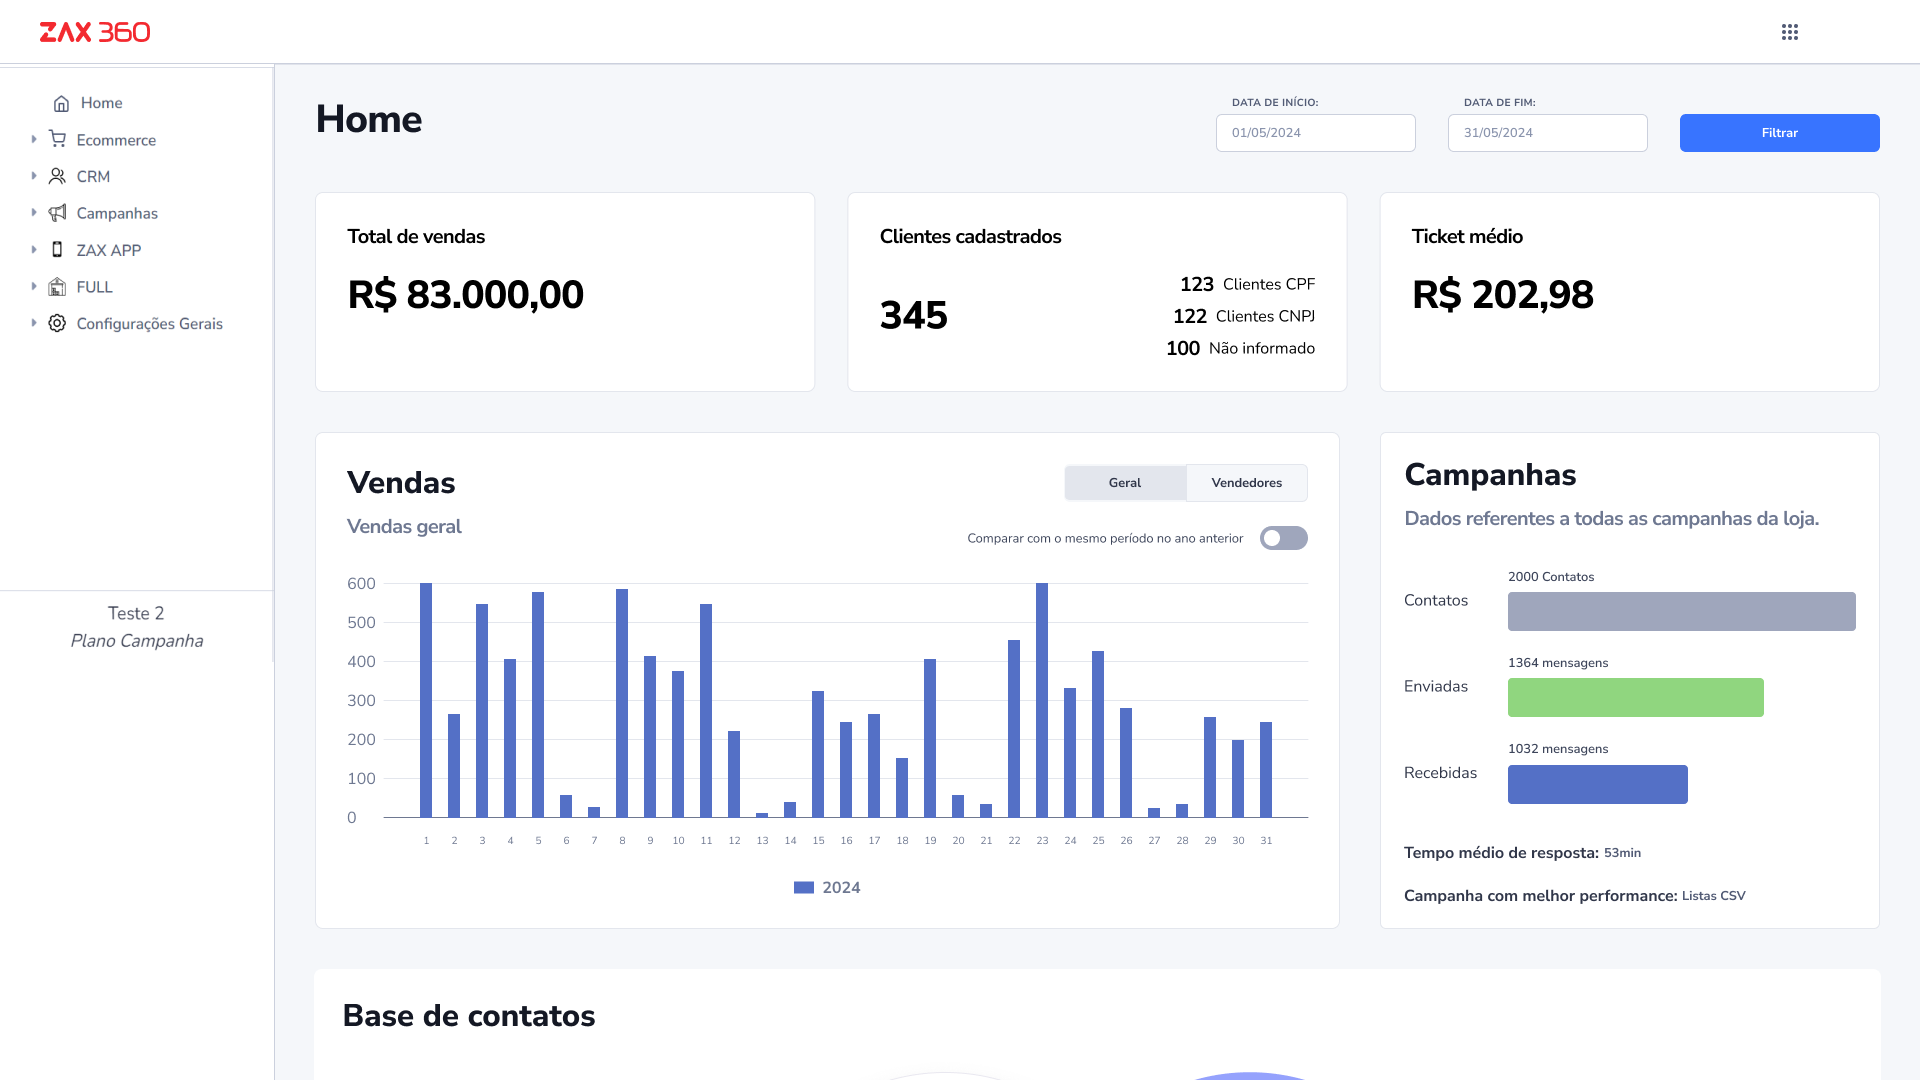 ZAX 360
Home
Ecommerce
CRM
Campanhas
ZAX APP
FULL
Configurações Gerais
Teste 2
Plano Campanha
Home
DATA DE INÍCIO:
01/05/2024
DATA DE FIM:
31/05/2024
Filtrar
Total de vendas
R$ 83.000,00
Clientes cadastrados
345
123 Clientes CPF
122 Clientes CNPJ
100 Não informado
Ticket médio
R$ 202,98
Vendas
Geral
Vendedores
Vendas geral
Comparar com o mesmo período no ano anterior
600
500
400
300
200
100
0
1 2 3 4 5 6 7 8 9 10 11 12 13 14 15 16 17 18 19 20 21 22 23 24 25 26 27 28 29 30 31
2024
Campanhas
Dados referentes a todas as campanhas da loja.
2000 Contatos
Contatos
1364 mensagens
Enviadas
1032 mensagens
Recebidas
Tempo médio de resposta: 53min
Campanha com melhor performance: Listas CSV
Base de contatos